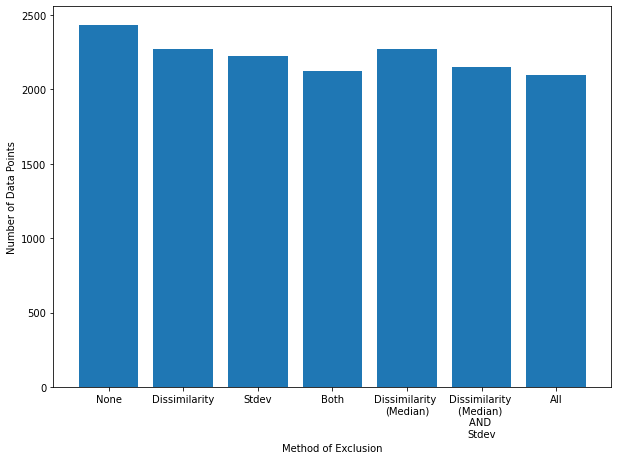 Number of Data Points
2500
2000
1500
1000
500
0
None
Dissimilarity
Stdev
Both
Dissimilarity
(Median)
Dissimilarity
(Median)
AND
Stdev
All
Method of Exclusion